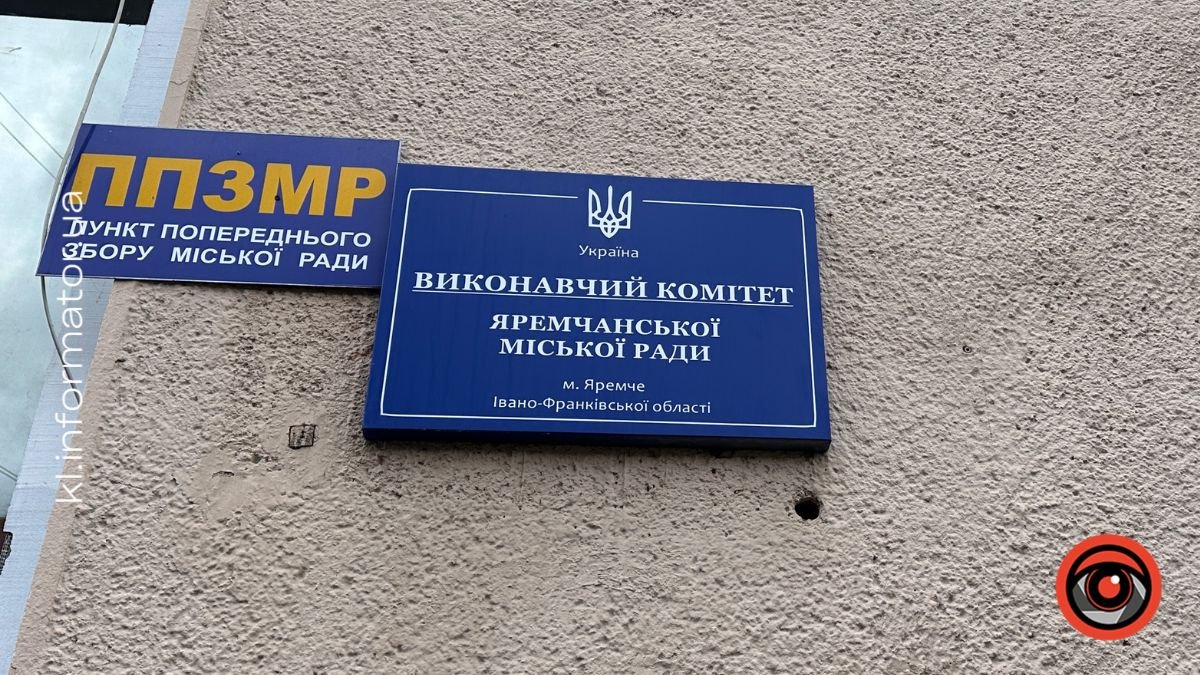 ППЗМР
ПУНКТ ПОПЕРЕДНЬОГО
ЗБОРУ МІСЬКОЇ РАДИ
Україна
ВИКОНАВЧИЙ КОМІТЕТ
ЯРЕМЧАНСЬКОЇ
МІСЬКОЇ РАДИ
м. Яремче
Івано-Франківської області
kl.informator.ua